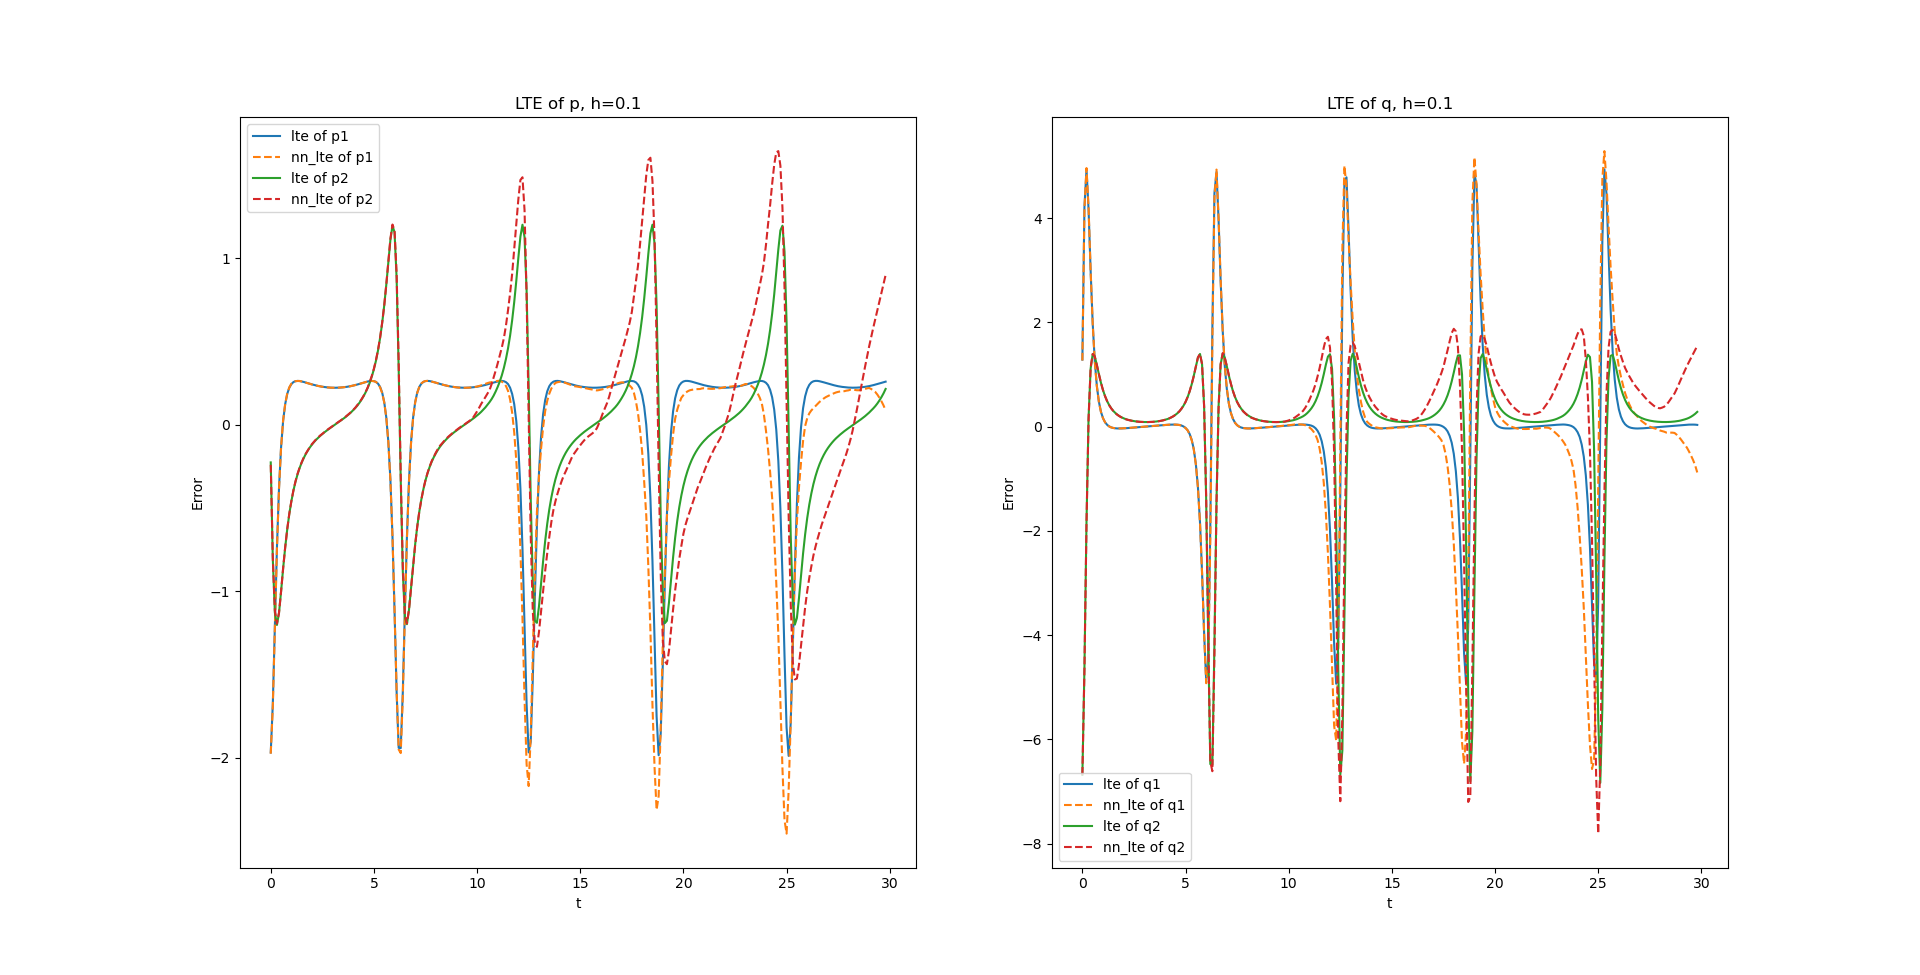 LTE of p, h=0.1
lte of p1
nn_lte of p1
lte of p2
nn_lte of p2
1
0
−1
−2
Error
0 5 10 15 20 25 30
t
LTE of q, h=0.1
4
2
0
−2
−4
−6
−8
Error
lte of q1
nn_lte of q1
lte of q2
nn_lte of q2
0 5 10 15 20 25 30
t